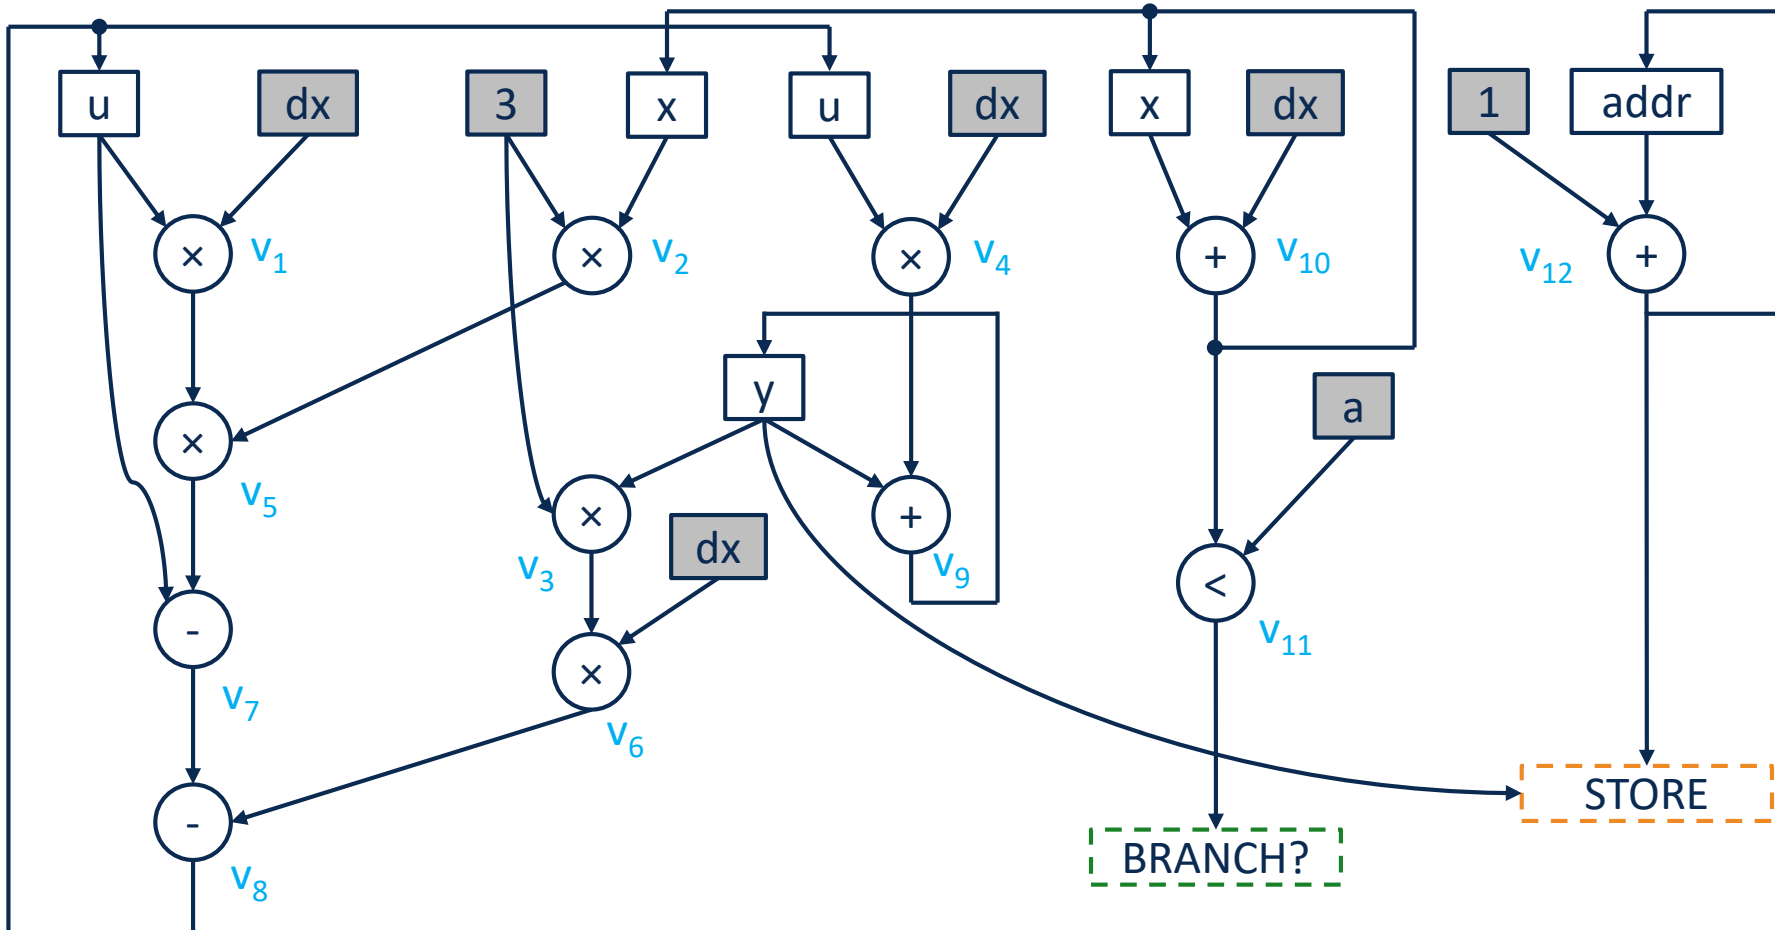 u dx 3 x u dx x dx 1 addr
× v₁ × v₂ × v₄ + v₁₀ v₁₂ +
y a
× v₅ × v₃ dx + v₉
< v₁₁
- v₇ × v₆
STORE
- v₈ BRANCH?